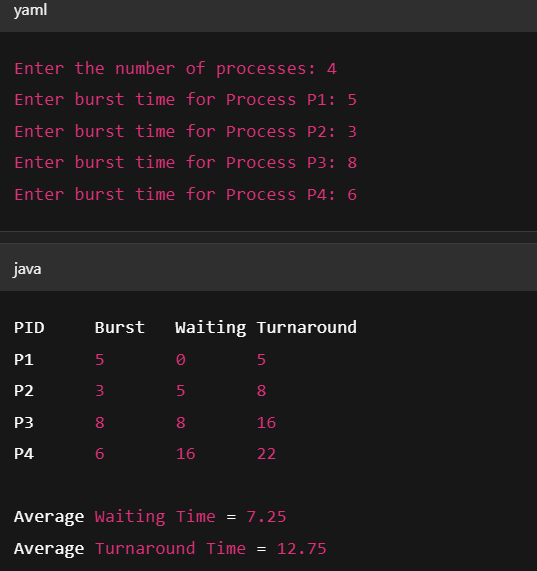 yaml
Enter the number of processes: 4
Enter burst time for Process P1: 5
Enter burst time for Process P2: 3
Enter burst time for Process P3: 8
Enter burst time for Process P4: 6
java
PID Burst Waiting Turnaround
P1 5 0 5
P2 3 5 8
P3 8 8 16
P4 6 16 22
Average Waiting Time = 7.25
Average Turnaround Time = 12.75